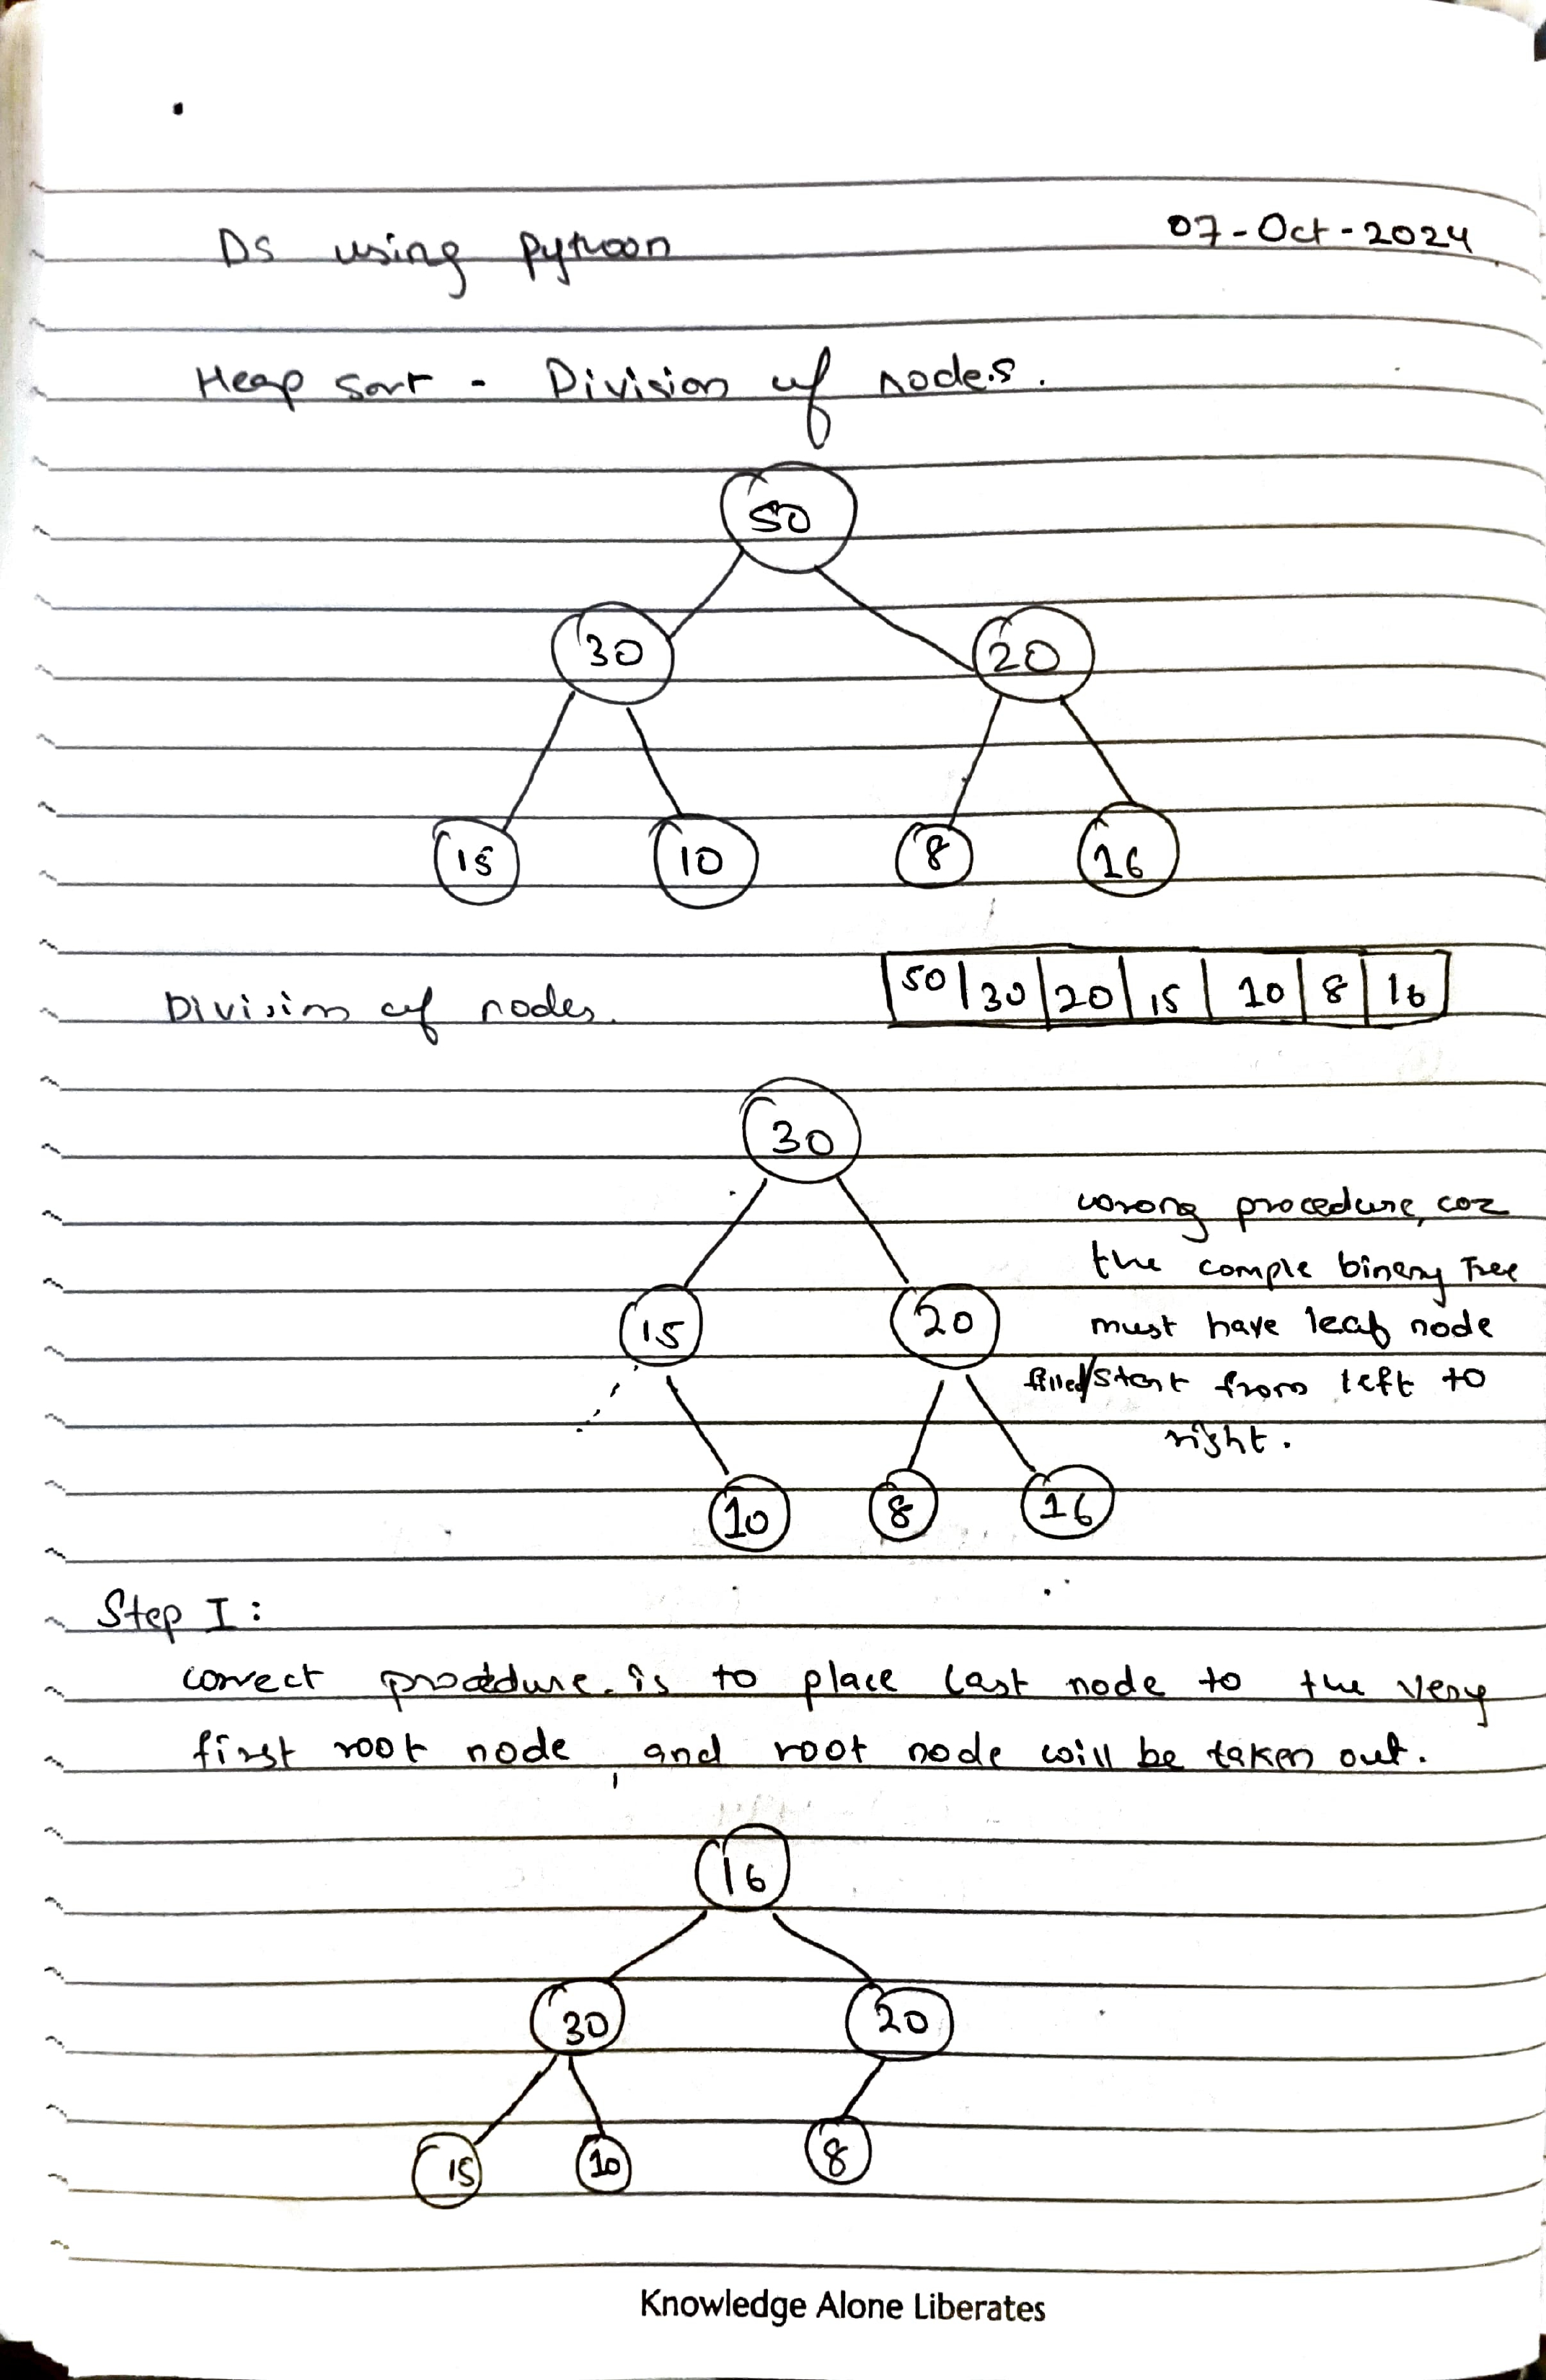 DS using python
07-Oct-2024
Heap sort - Division of nodes.
50
30 20
15 10 8 16
Division of nodes.
50 30 20 15 10 8 16
30
wrong procedure, coz
the comple binary Tree
15 20
must have leaf node
filled/start from left to
right.
10 8 16
Step I:
correct procedure is to place last node to the very
first root node, and root node will be taken out.
16
30 20
15 10 8
Knowledge Alone Liberates